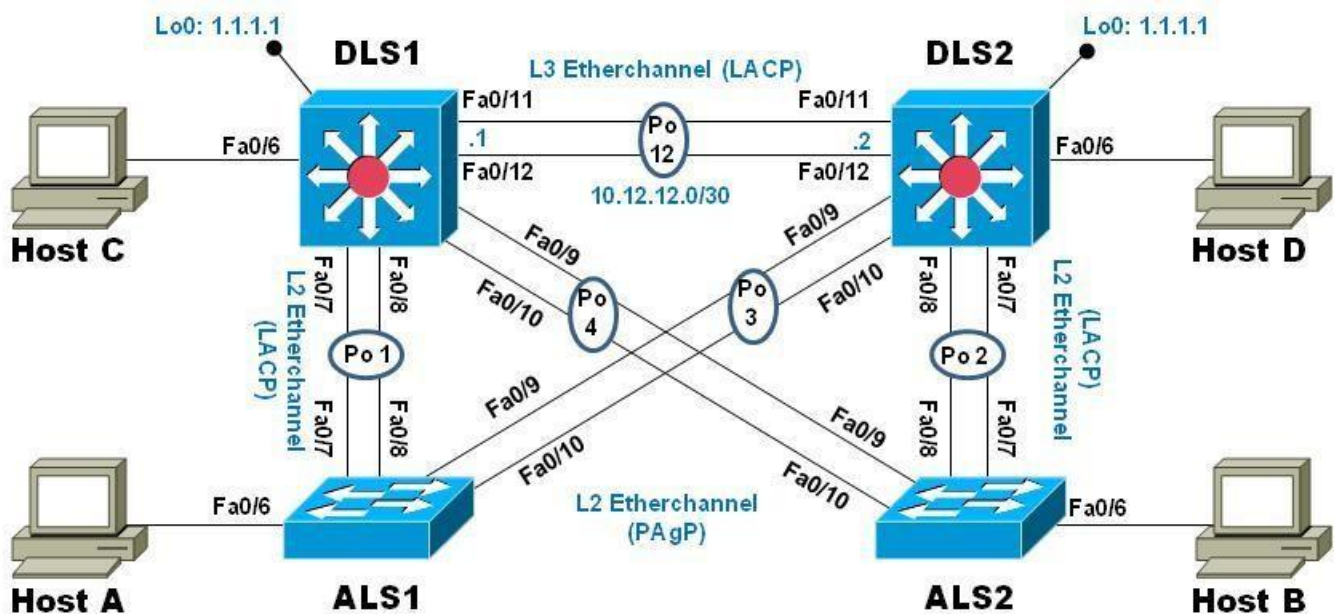 Lo0: 1.1.1.1
Lo0: 1.1.1.1
DLS1
DLS2
L3 Etherchannel (LACP)
Fa0/11
Fa0/11
Fa0/6
.1
Po
12
.2
Fa0/6
Fa0/12
Fa0/12
10.12.12.0/30
Host C
Host D
Fa0/9
Fa0/9
Fa0/10
Fa0/10
Fa0/7
Fa0/8
Fa0/8
Fa0/7
L2 Etherchannel
(LACP)
Po
4
Po
3
L2 Etherchannel
(LACP)
Po 1
Po 2
Fa0/7
Fa0/8
Fa0/9
Fa0/10
Fa0/9
Fa0/10
Fa0/8
Fa0/7
L2 Etherchannel
(PAgP)
Fa0/6
Fa0/6
Host A
ALS1
ALS2
Host B